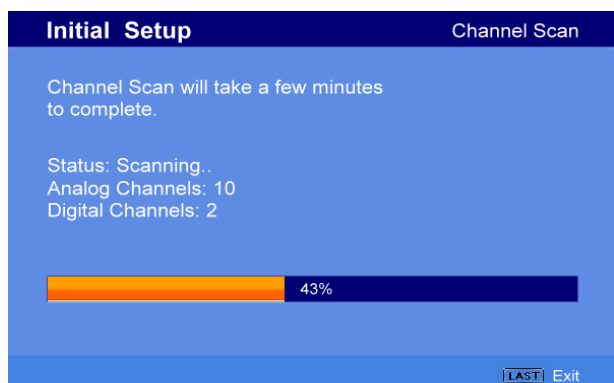 Initial Setup
Channel Scan
Channel Scan will take a few minutes
to complete.
Status: Scanning..
Analog Channels: 10
Digital Channels: 2
43%
LAST Exit